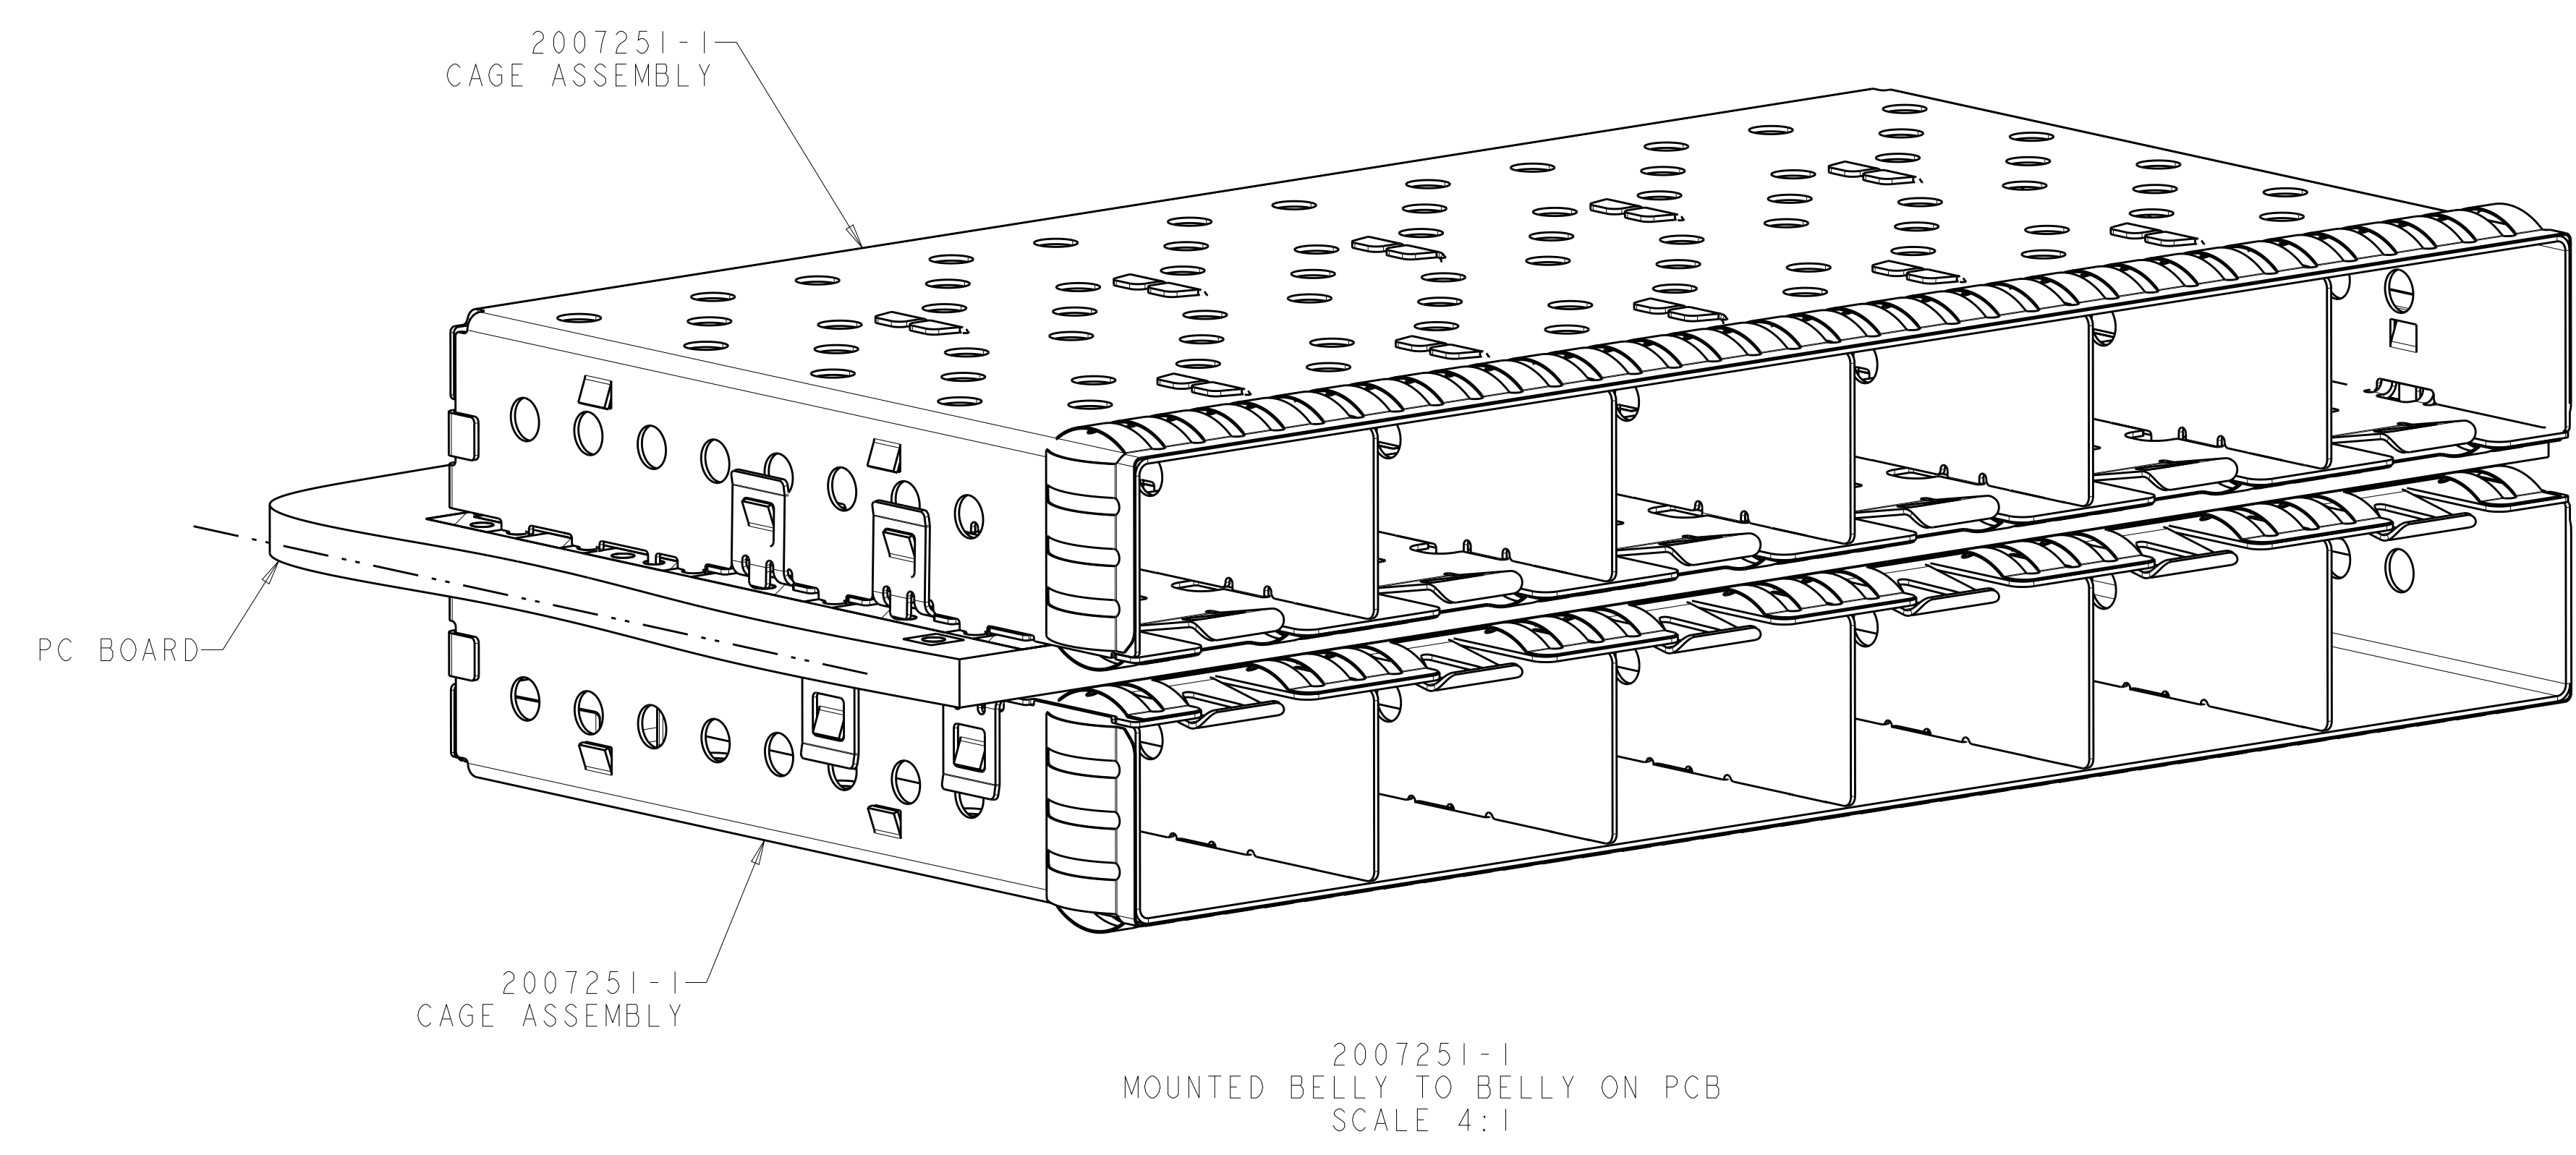 2007251-1
CAGE ASSEMBLY
PC BOARD
2007251-1
CAGE ASSEMBLY
2007251-1
MOUNTED BELLY TO BELLY ON PCB
SCALE 4:1